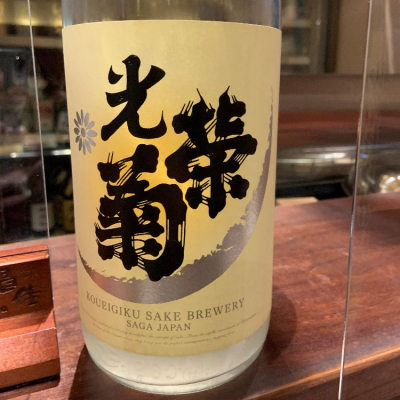 光栄菊
KOUEIGIKU SAKE BREWERY
SAGA JAPAN